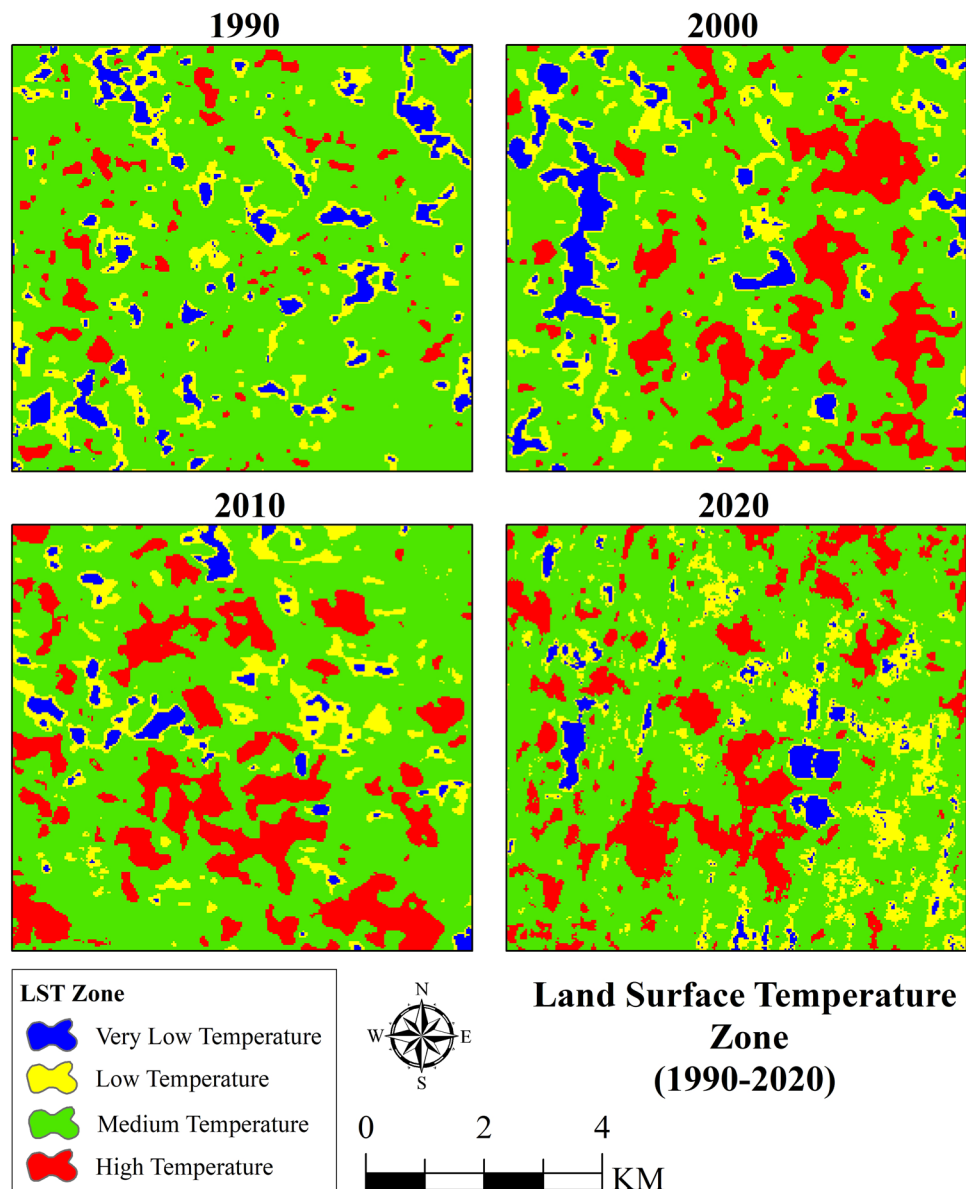 1990
2000
2010
2020
LST Zone
Very Low Temperature
Low Temperature
Medium Temperature
High Temperature
N
W
E
S
0
2
4
KM
Land Surface Temperature
Zone
(1990-2020)